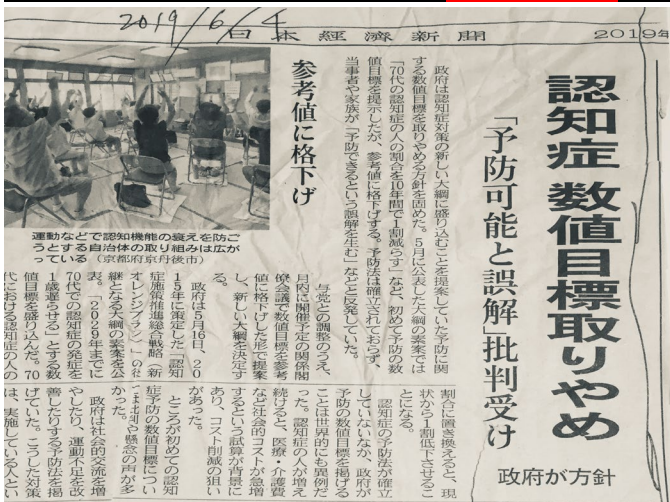 2019/6/4
日本経済新聞
2019年
認知症 数値目標取りやめ
「予防可能と誤解」批判受け
政府が方針
参考値に格下げ
政府は認知症対策の新しい大綱に盛り込むことを提案していた予防に関
する数値目標を取りやめる方針を固めた。5月に公表した大綱の素案では
「70代の認知症の人の割合を10年間で1割減らす」など、初めて予防の数
値目標を提示したが、参考値に格下げする。予防法は確立されておらず、
当事者や家族が「予防できるという誤解を生む」などと反発していた。
運動などで認知機能の衰えを防ご
うとする自治体の取り組みは広が
っている(京都府京丹後市)
与党との調整のうえ、
月内に開催予定の関係閣
僚会議で数値目標を参考
値に格下げした形で提案
し、新しい大綱を決定す
る。
政府は5月16日、20
15年に策定した「認知
症施策推進総合戦略(新
オレンジプラン)」の後
継となる大綱の素案を公
表。「2029年までに
70代での認知症の発症を
1歳遅らせる」とする数
値目標を盛り込んだ。70
代における認知症の人の
割合に置き換えると、現
状から1割低下させるこ
とになる。
認知症の予防法が確立
していないなか、政府が
予防の数値目標を掲げる
ことは世界的にも異例だ
った。認知症の人が増え
続けると、医療・介護費
など社会的コストが急増
するという試算が背景に
あり、コスト削減の狙い
があった。
ところが初めての認知
症予防の数値目標につい
ては批判や懸念の声が多
かった。
政府は社会的交流を増
やしたり、運動不足を改
善したりする予防法を掲
げていた。こうした対策
は、実施している人とい